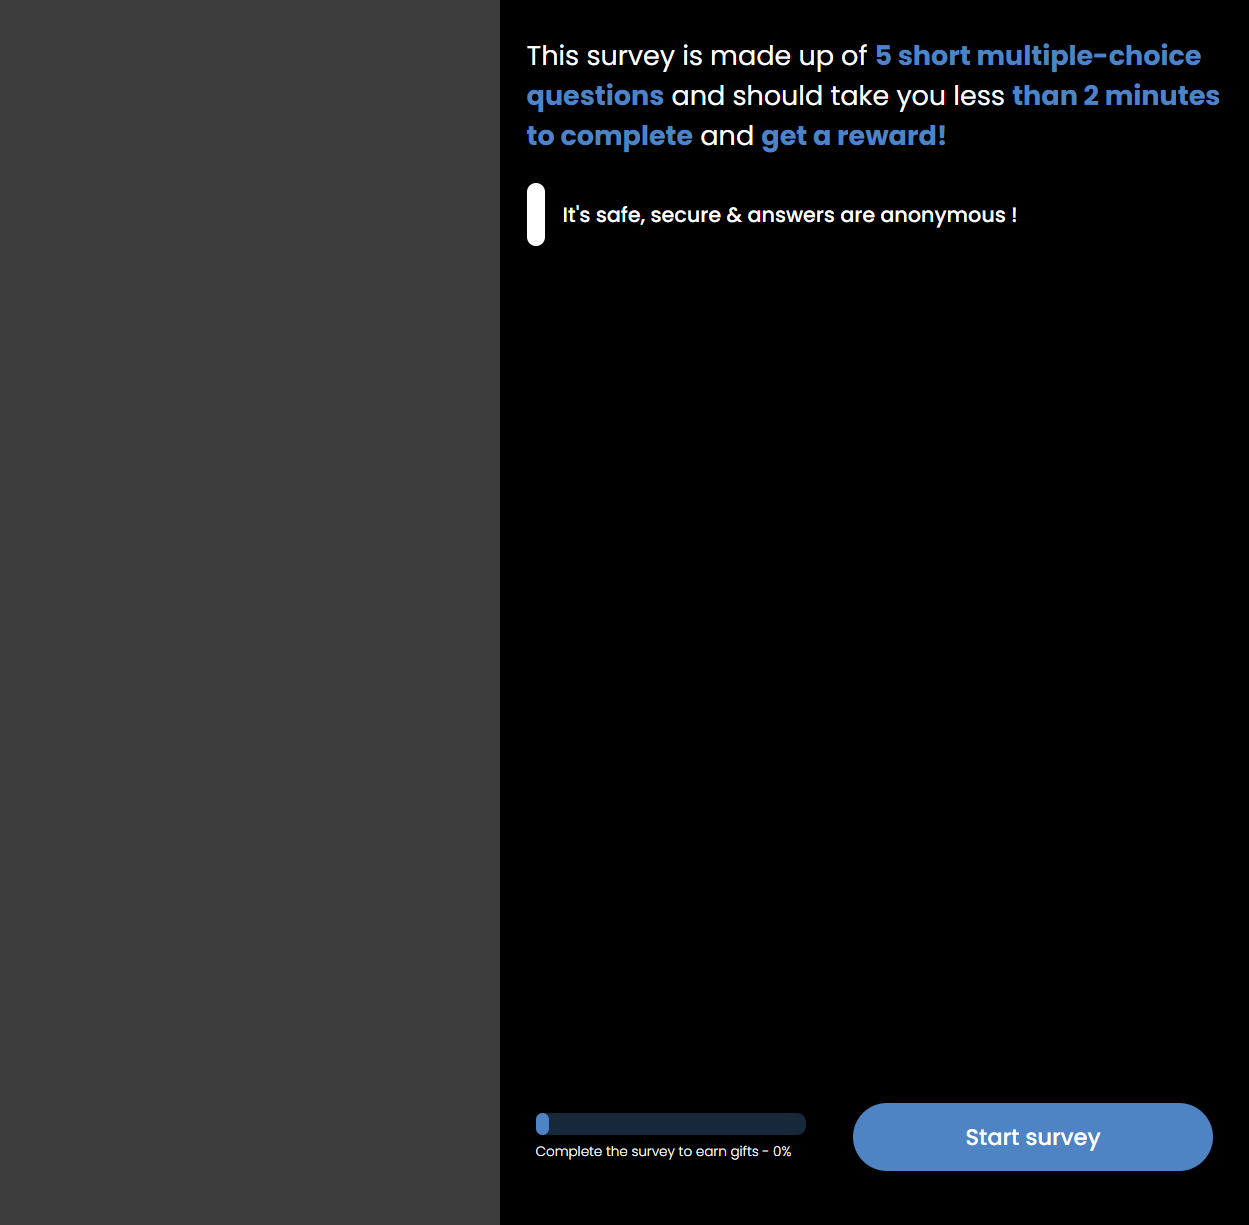 This survey is made up of 5 short multiple-choice
questions and should take you less than 2 minutes
to complete and get a reward!
It's safe, secure & answers are anonymous !
Complete the survey to earn gifts - 0%
Start survey